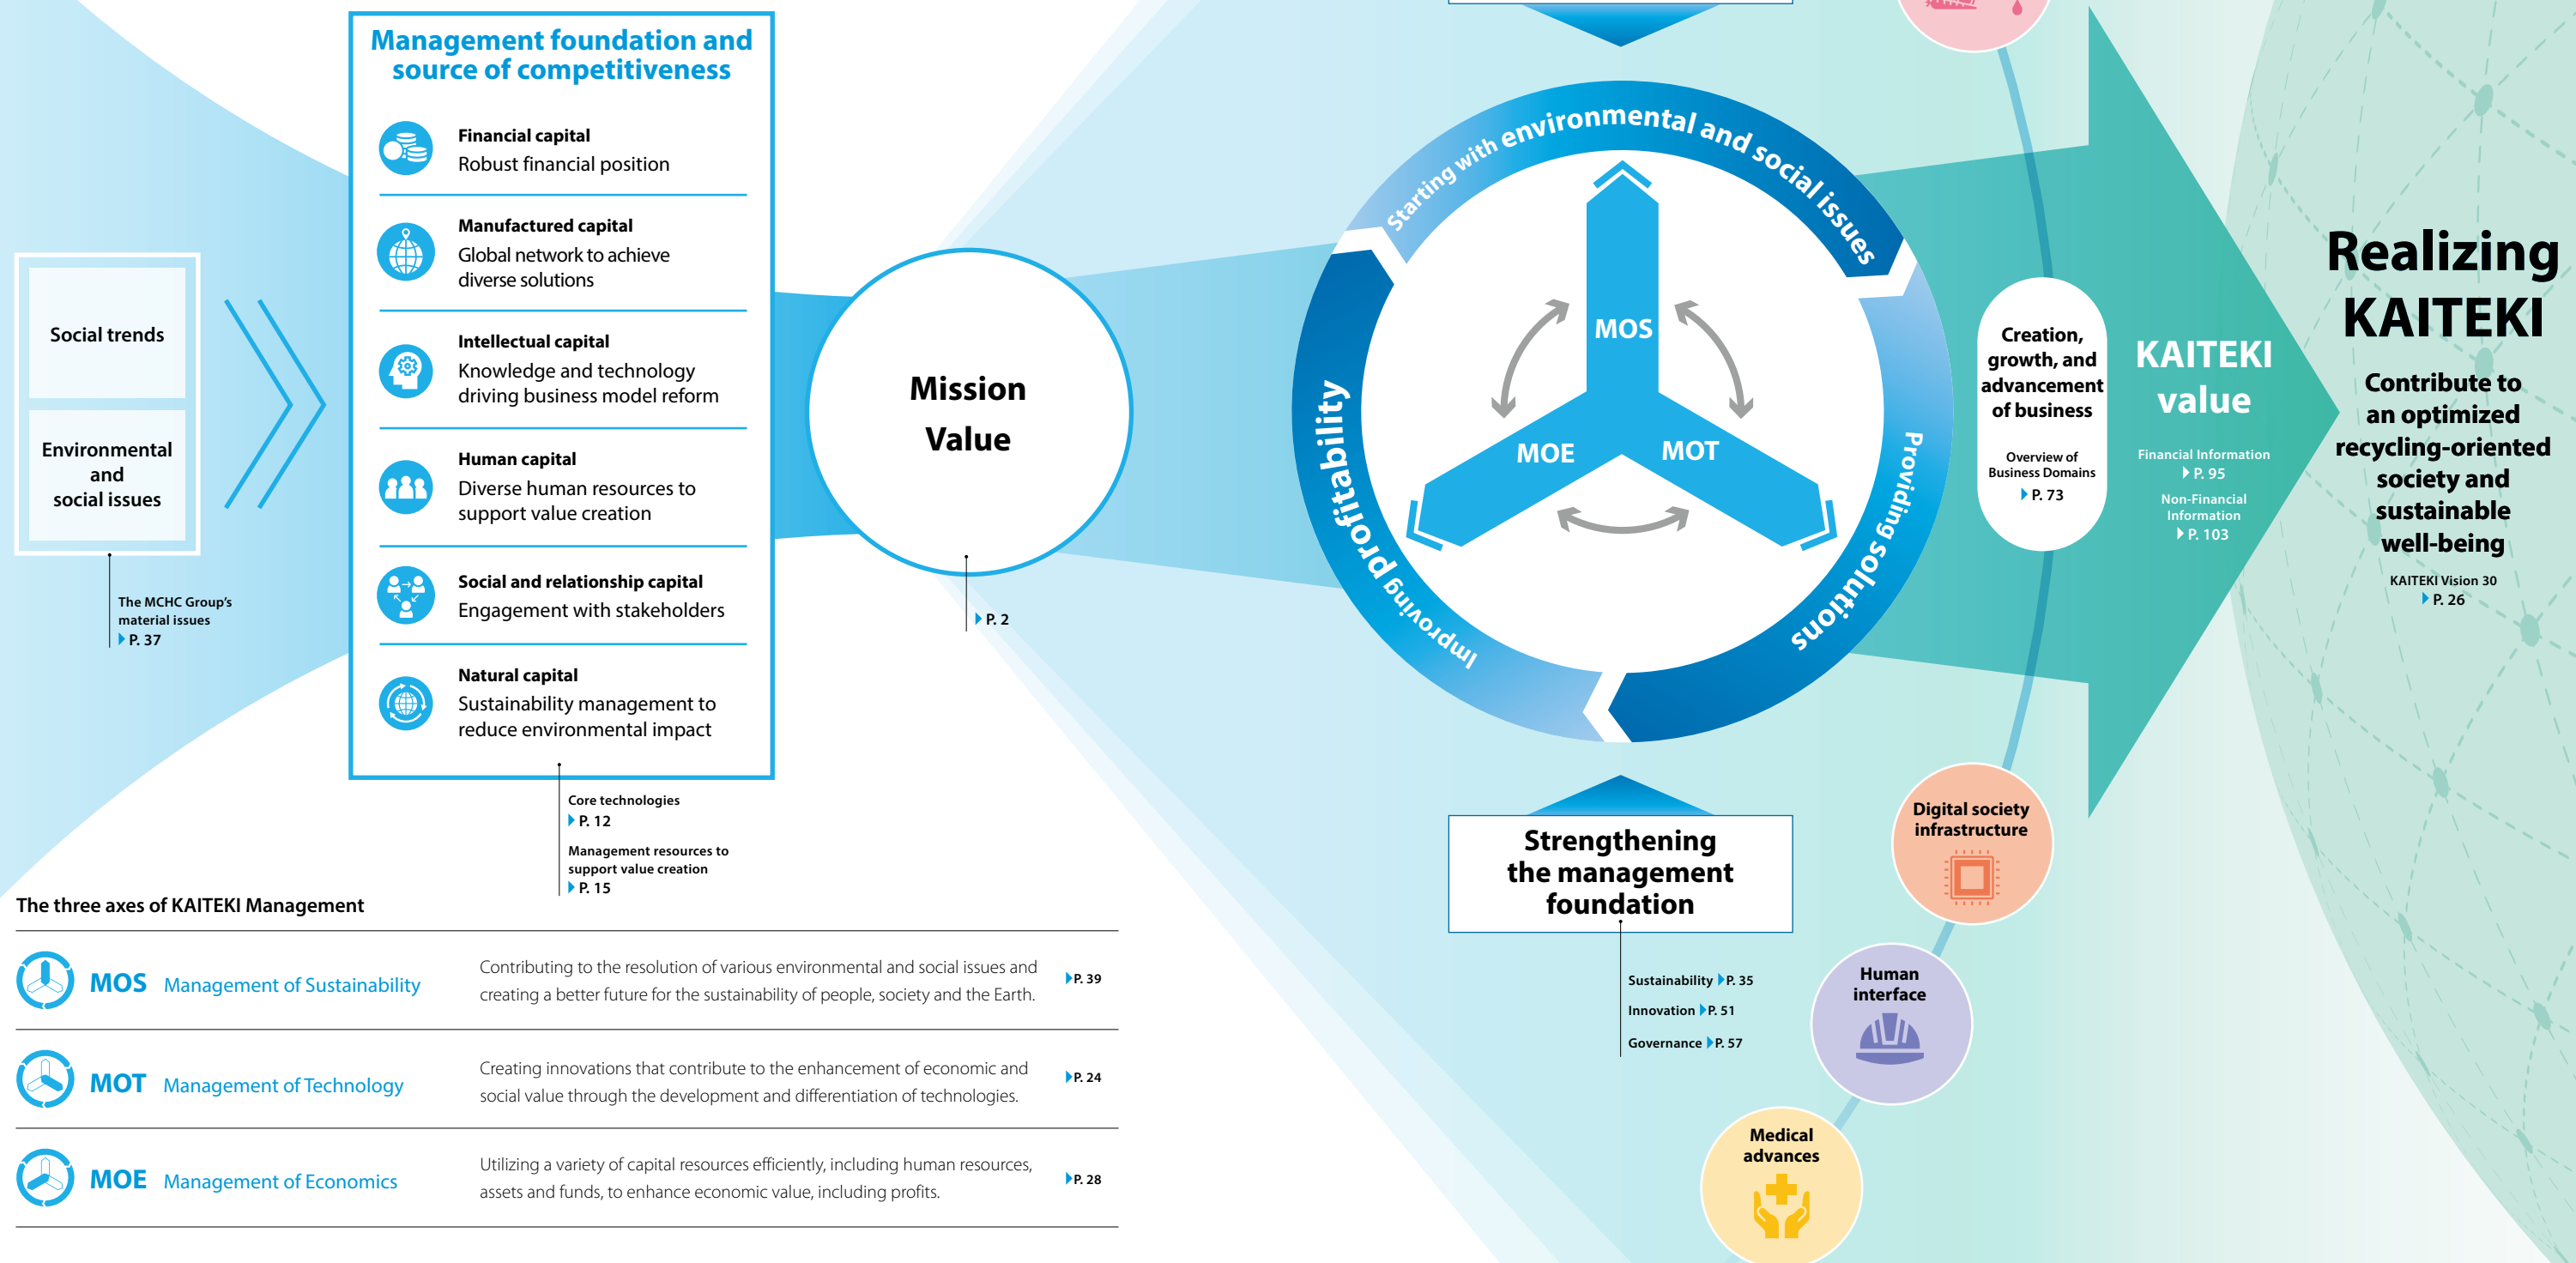 Management foundation and
source of competitiveness
Financial capital
Robust financial position
Manufactured capital
Global network to achieve
diverse solutions
Intellectual capital
Knowledge and technology
driving business model reform
Human capital
Diverse human resources to
support value creation
Social and relationship capital
Engagement with stakeholders
Natural capital
Sustainability management to
reduce environmental impact
Core technologies
P. 12
Management resources to
support value creation
P. 15
Social trends
Environmental
and
social issues
The MCHC Group's
material issues
P. 37
Mission
Value
P. 2
Starting with environmental and social issues
Providing solutions
Improving profitability
MOS
MOE
MOT
Creation,
growth, and
advancement
of business
Overview of
Business Domains
P. 73
KAITEKI
value
Financial Information
P. 95
Non-Financial
Information
P. 103
Realizing
KAITEKI
Contribute to
an optimized
recycling-oriented
society and
sustainable
well-being
KAITEKI Vision 30
P. 26
Strengthening
the management
foundation
Sustainability P. 35
Innovation P. 51
Governance P. 57
Digital society
infrastructure
Human
interface
Medical
advances
The three axes of KAITEKI Management
MOS Management of Sustainability
Contributing to the resolution of various environmental and social issues and
creating a better future for the sustainability of people, society and the Earth.
P. 39
MOT Management of Technology
Creating innovations that contribute to the enhancement of economic and
social value through the development and differentiation of technologies.
P. 24
MOE Management of Economics
Utilizing a variety of capital resources efficiently, including human resources,
assets and funds, to enhance economic value, including profits.
P. 28